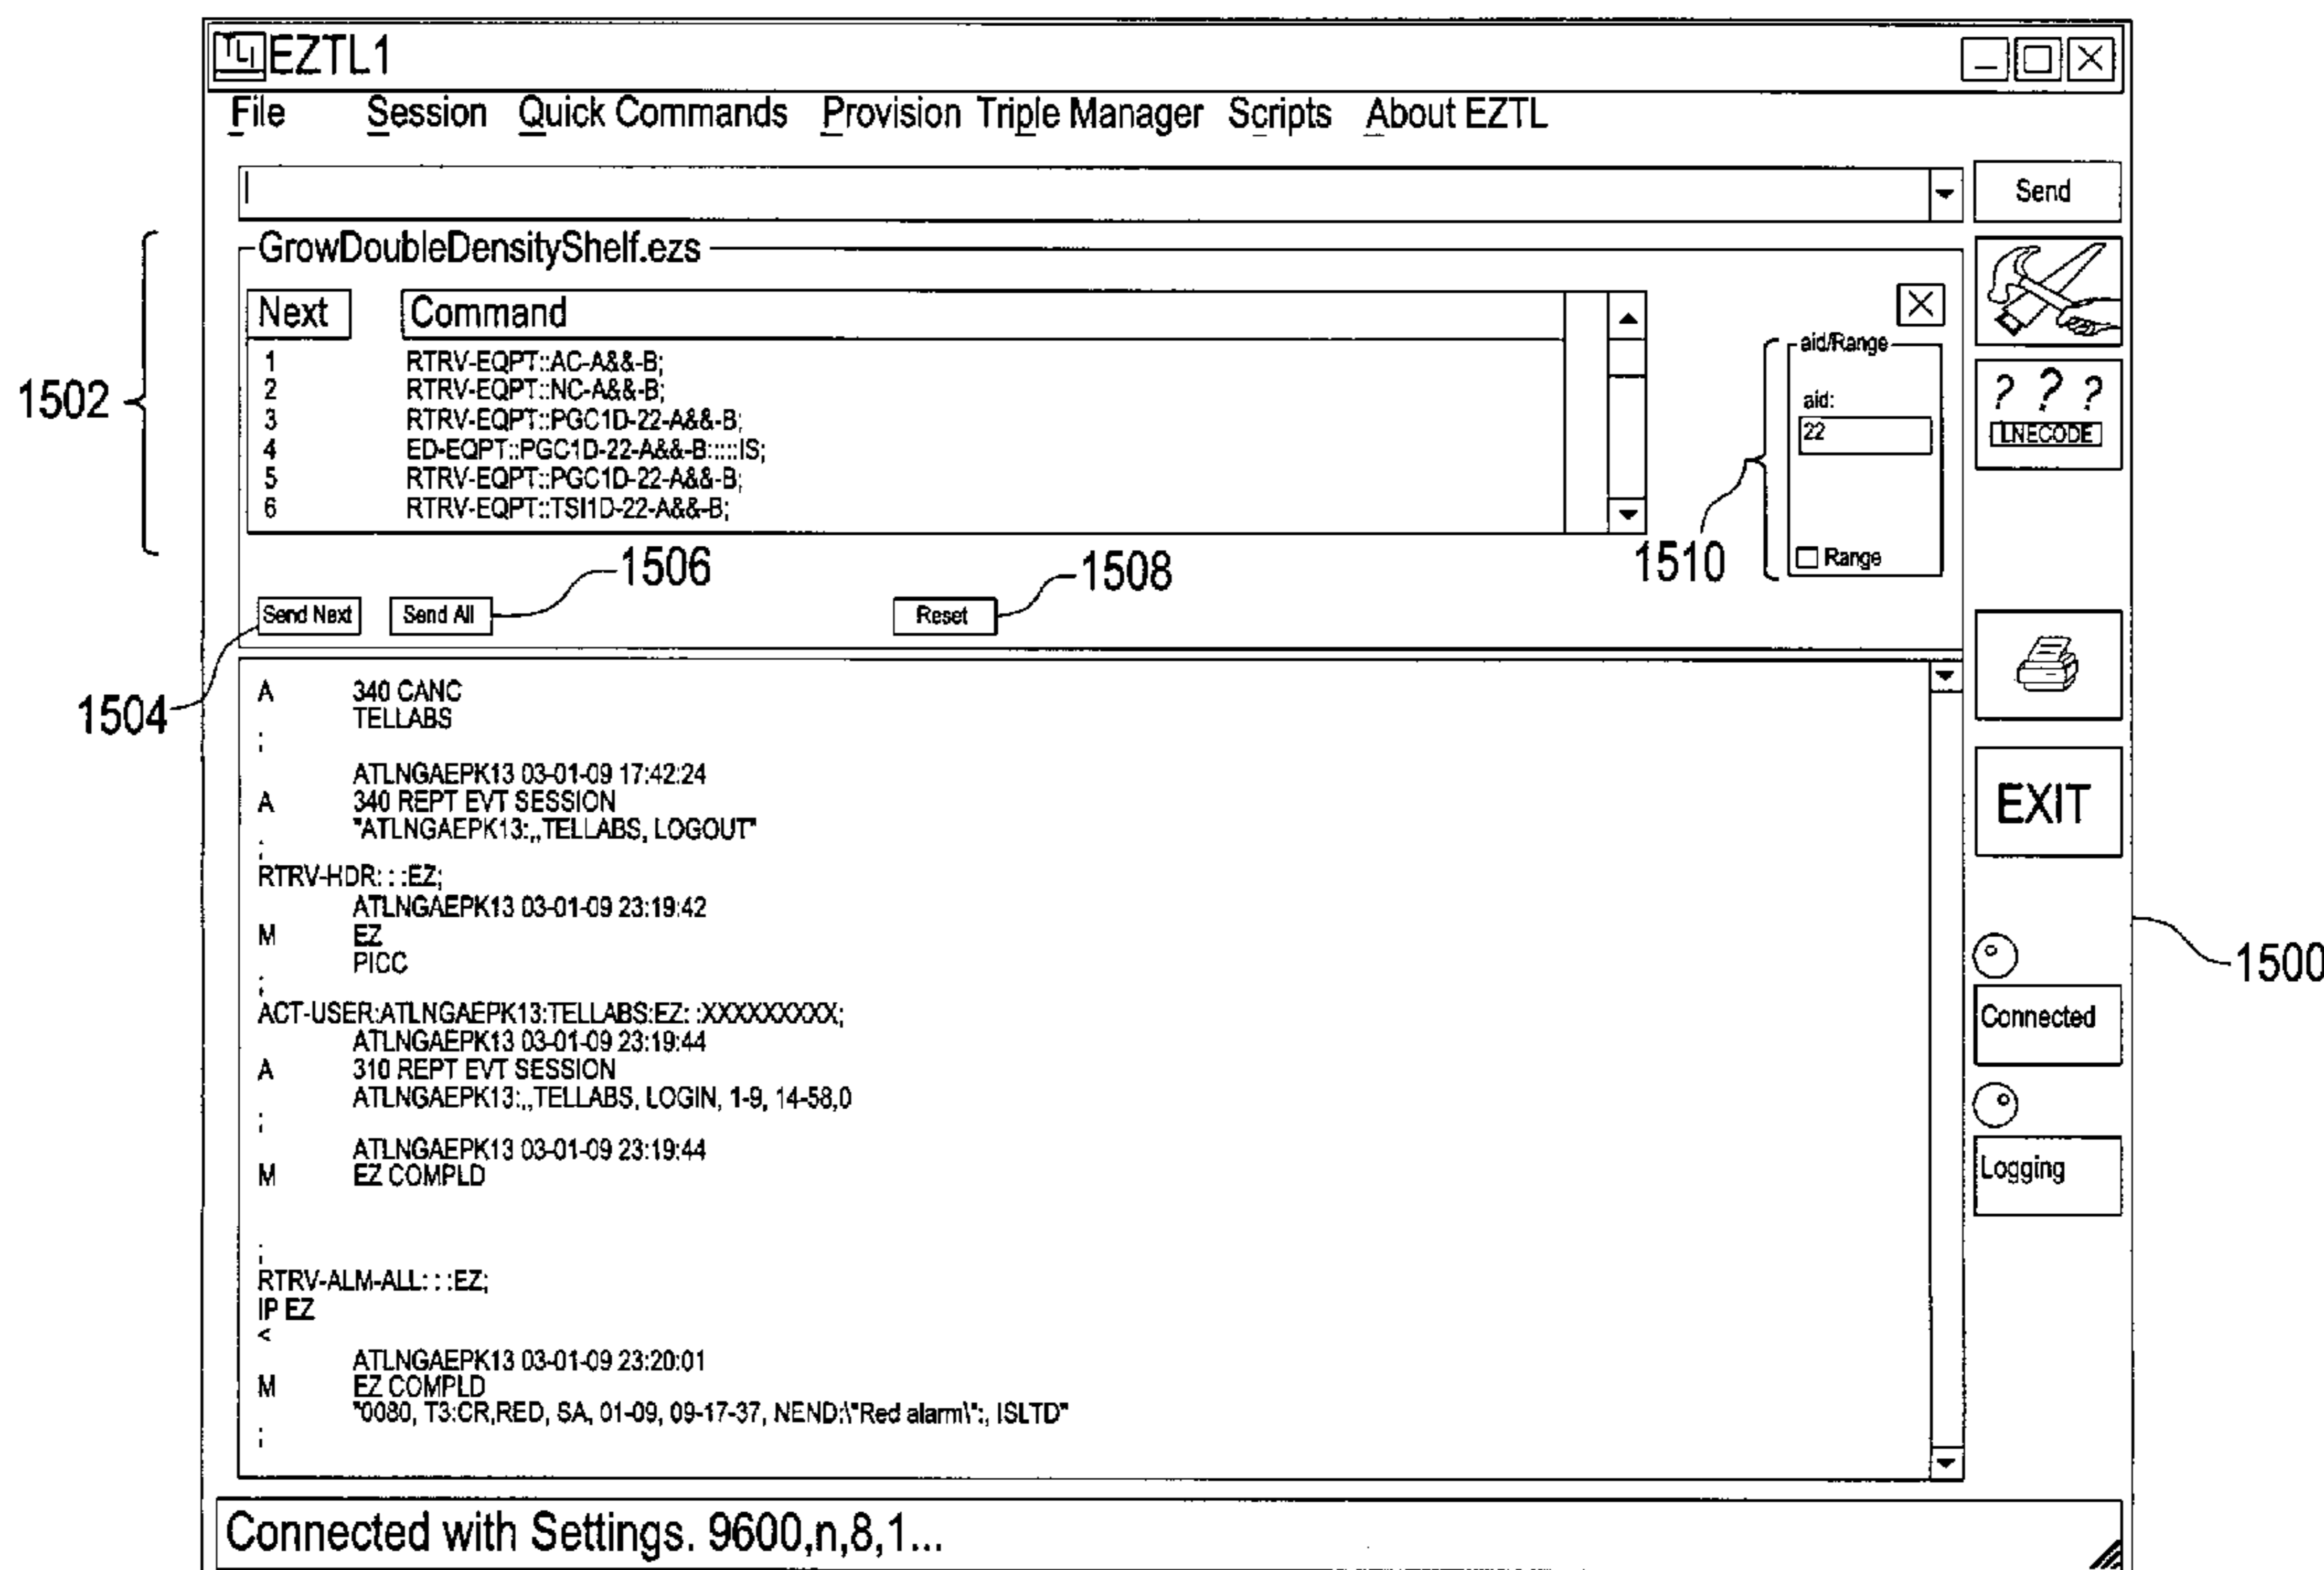 TLI EZTL1
File Session Quick Commands Provision Triple Manager Scripts About EZTL
Send
GrowDoubleDensityShelf.ezs
Next Command
1 RTRV-EQPT::AC-A&&-B;
2 RTRV-EQPT::NC-A&&-B;
3 RTRV-EQPT::PGC1D-22-A&&-B;
4 ED-EQPT::PGC1D-22-A&&-B:::::IS;
5 RTRV-EQPT::PGC1D-22-A&&-B;
6 RTRV-EQPT::TSI1D-22-A&&-B;
aid/Range
aid:
22
Range
? ? ?
LNECODE
1502
1506
1508
1510
Send Next Send All Reset
1504
A 340 CANC
TELLABS
;
ATLNGAEPK13 03-01-09 17:42:24
A 340 REPT EVT SESSION
"ATLNGAEPK13:,,TELLABS, LOGOUT"
;
RTRV-HDR: : :EZ;
ATLNGAEPK13 03-01-09 23:19:42
M EZ
PICC
;
ACT-USER:ATLNGAEPK13:TELLABS:EZ: :XXXXXXXXX;
ATLNGAEPK13 03-01-09 23:19:44
A 310 REPT EVT SESSION
ATLNGAEPK13:,,TELLABS, LOGIN, 1-9, 14-58,0
;
ATLNGAEPK13 03-01-09 23:19:44
M EZ COMPLD
;
RTRV-ALM-ALL: : :EZ;
IP EZ
<
ATLNGAEPK13 03-01-09 23:20:01
M EZ COMPLD
"0080, T3:CR,RED, SA, 01-09, 09-17-37, NEND:\"Red alarm\":, ISLTD"
;
EXIT
1500
Connected
Logging
Connected with Settings. 9600,n,8,1...